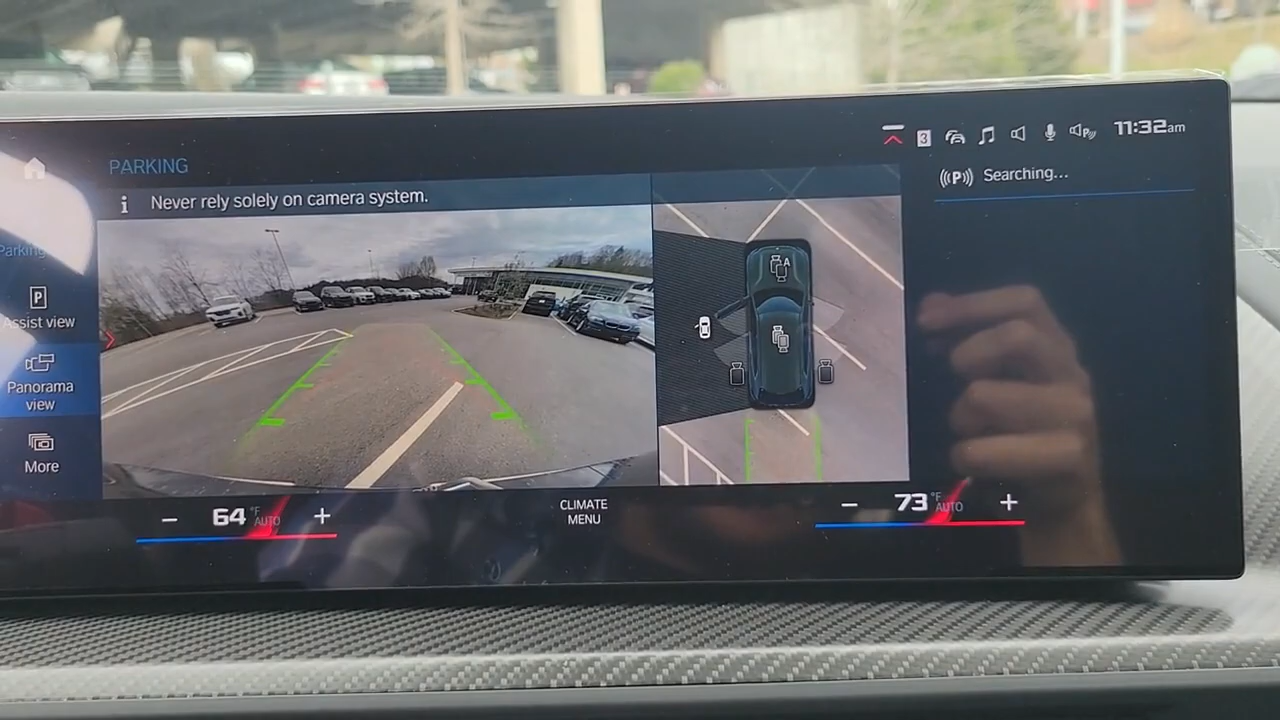 3
11:32am
PARKING
((P)) Searching...
i Never rely solely on camera system.
Parking
P
Assist view
A
Panorama
view
More
– 64 °F AUTO +
CLIMATE
MENU
– 73 °F AUTO +